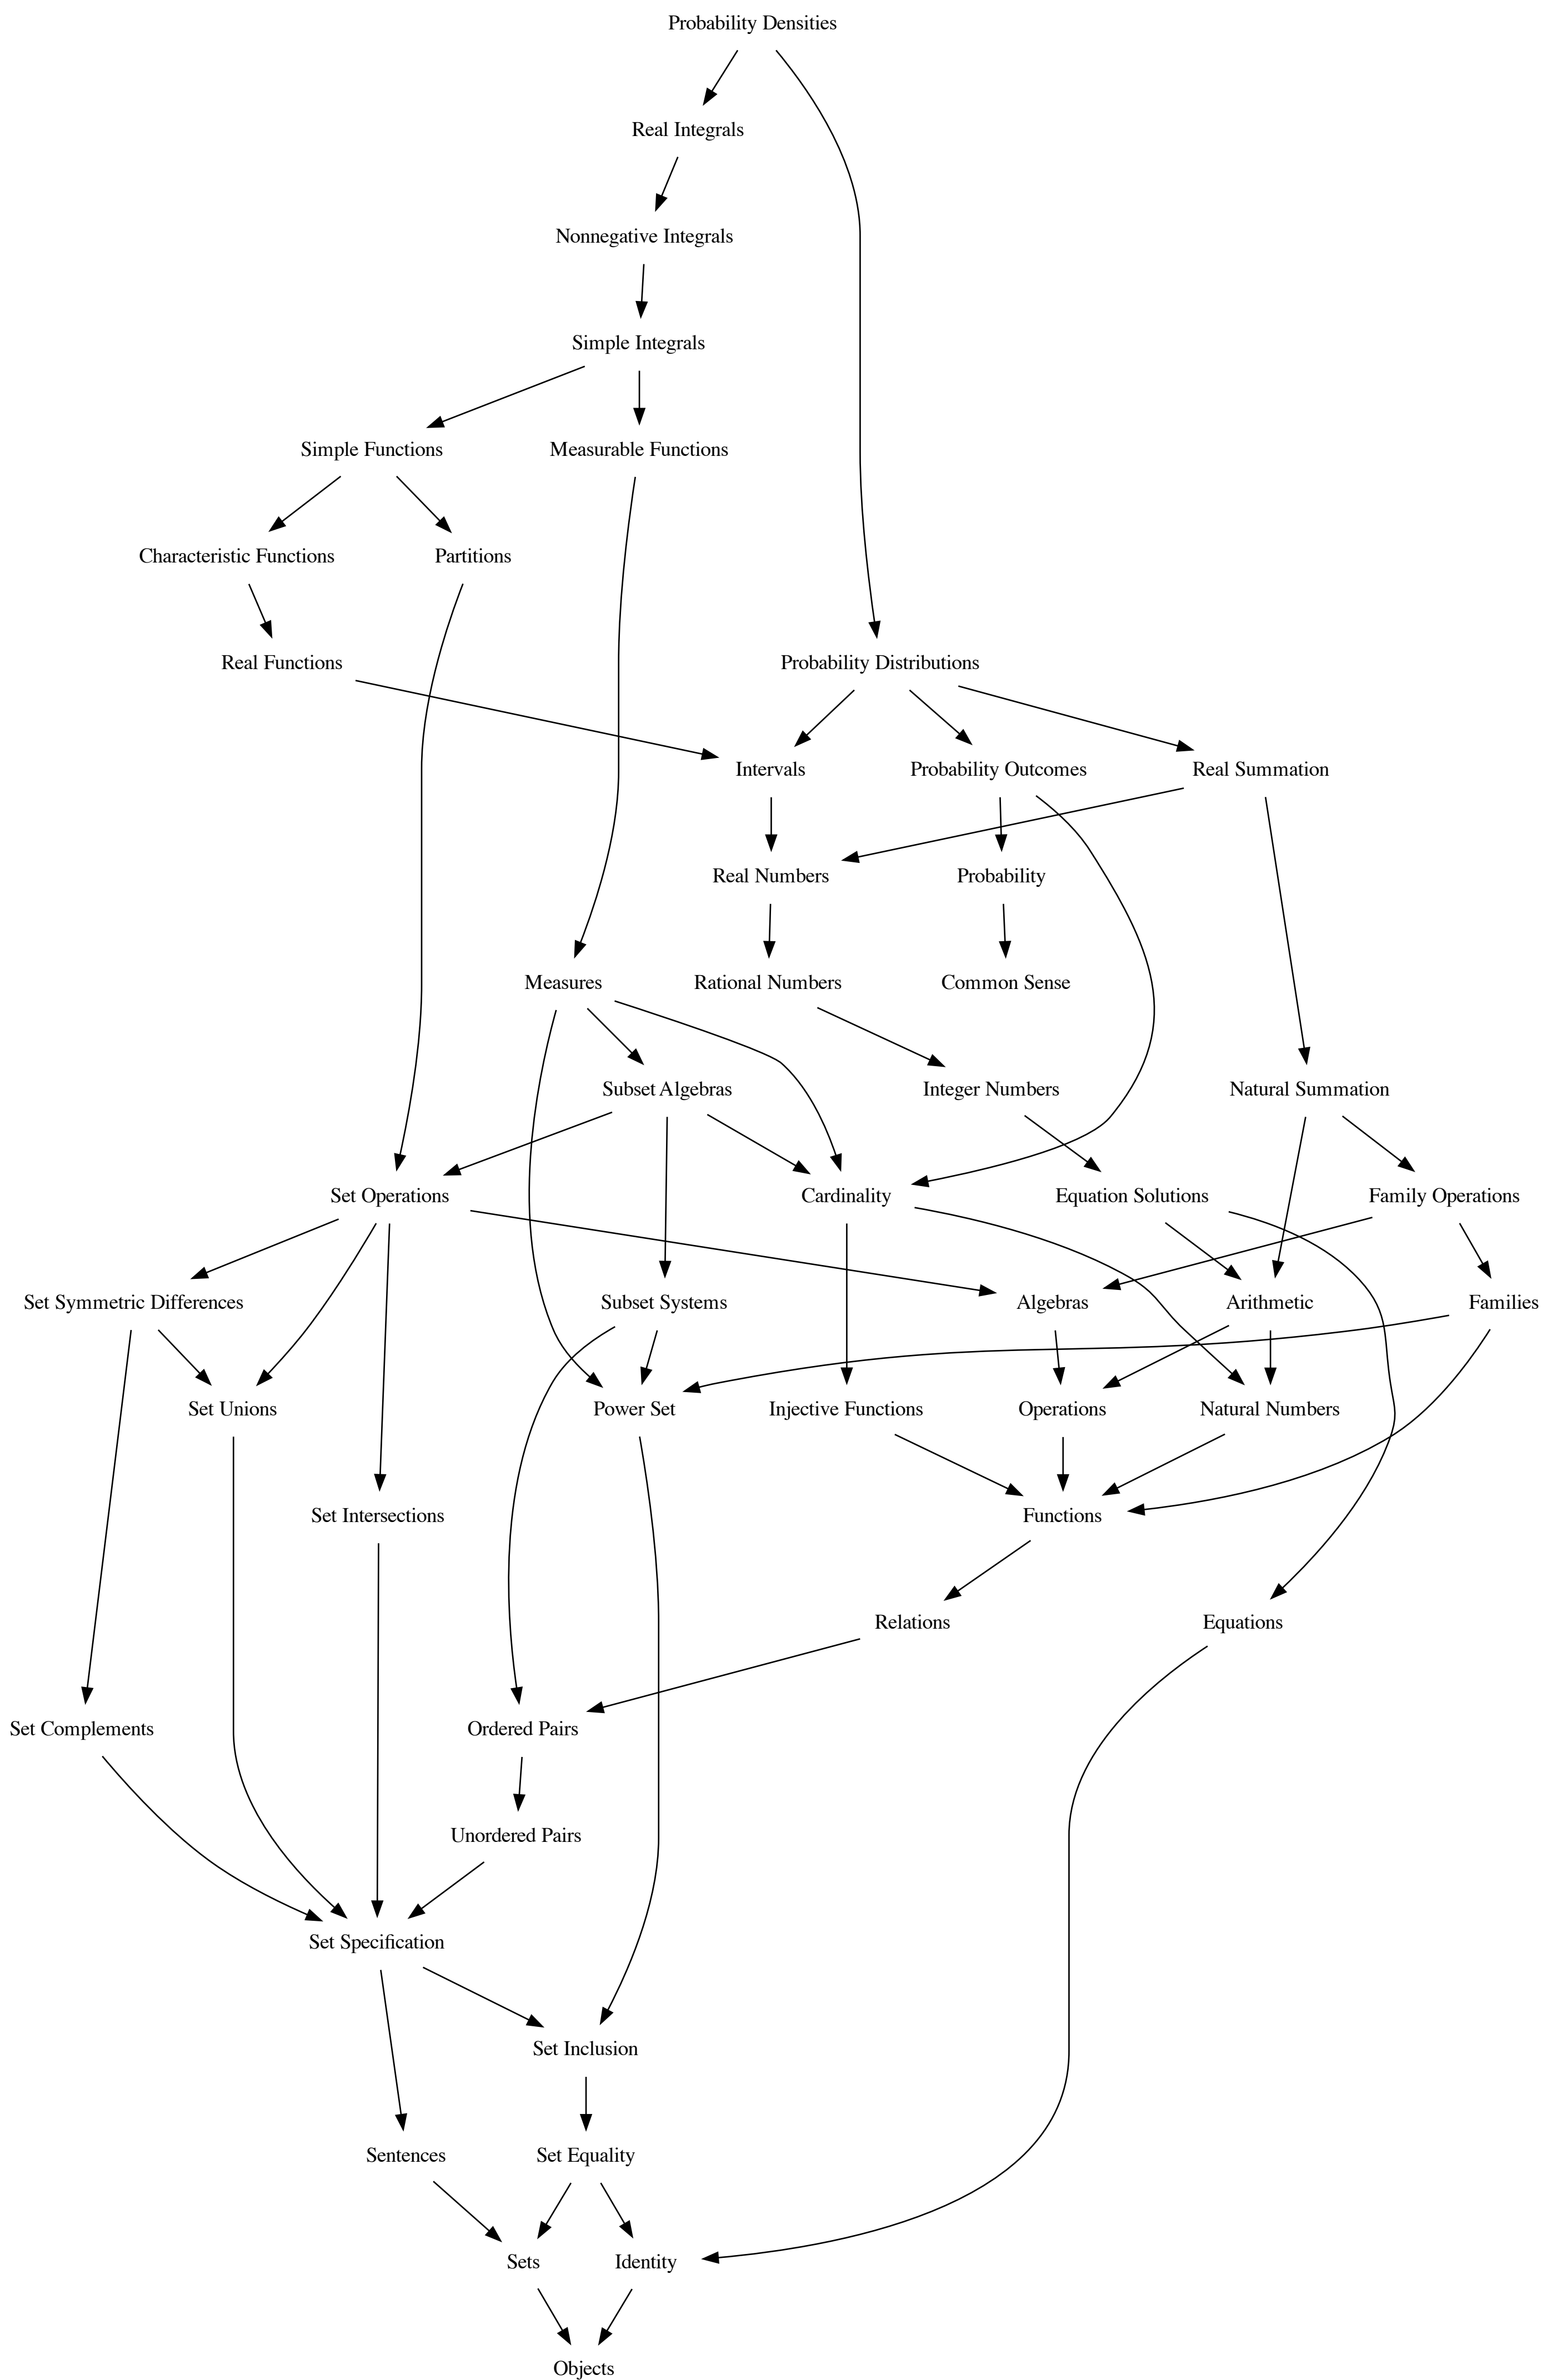 Probability Densities
Real Integrals
Nonnegative Integrals
Simple Integrals
Simple Functions
Measurable Functions
Characteristic Functions
Partitions
Real Functions
Probability Distributions
Intervals
Probability Outcomes
Real Summation
Real Numbers
Probability
Measures
Rational Numbers
Common Sense
Subset Algebras
Integer Numbers
Natural Summation
Set Operations
Cardinality
Equation Solutions
Family Operations
Set Symmetric Differences
Subset Systems
Algebras
Arithmetic
Families
Set Unions
Power Set
Injective Functions
Operations
Natural Numbers
Set Intersections
Functions
Relations
Equations
Set Complements
Ordered Pairs
Unordered Pairs
Set Specification
Set Inclusion
Sentences
Set Equality
Sets
Identity
Objects